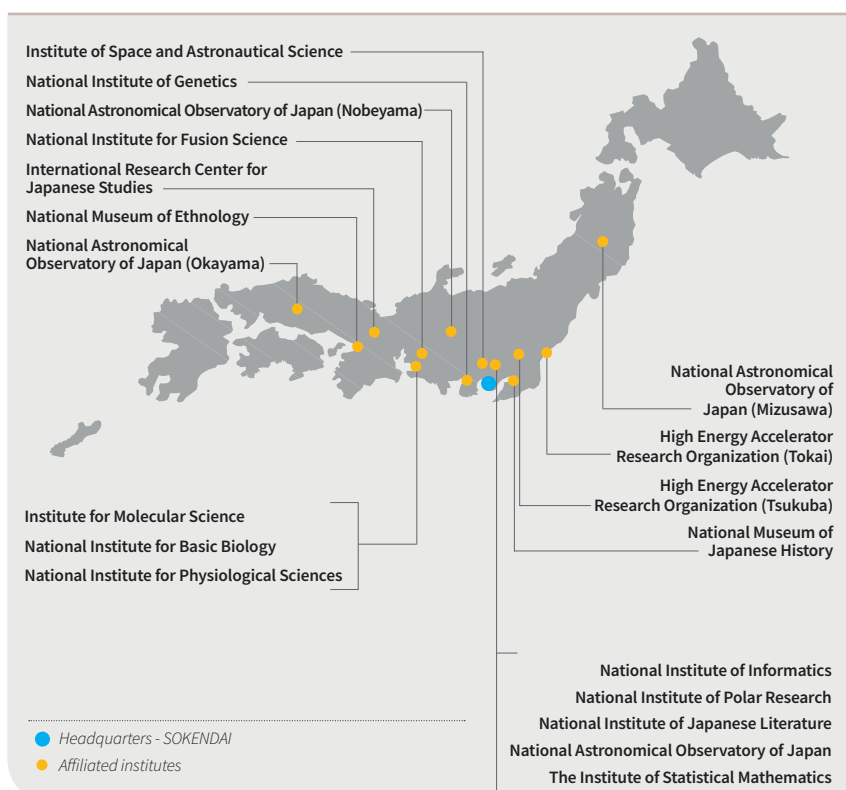 Institute of Space and Astronautical Science
National Institute of Genetics
National Astronomical Observatory of Japan (Nobeyama)
National Institute for Fusion Science
International Research Center for
Japanese Studies
National Museum of Ethnology
National Astronomical
Observatory of Japan (Okayama)
National Astronomical
Observatory of
Japan (Mizusawa)
High Energy Accelerator
Research Organization (Tokai)
High Energy Accelerator
Research Organization (Tsukuba)
National Museum of
Japanese History
Institute for Molecular Science
National Institute for Basic Biology
National Institute for Physiological Sciences
National Institute of Informatics
National Institute of Polar Research
National Institute of Japanese Literature
National Astronomical Observatory of Japan
The Institute of Statistical Mathematics
Headquarters - SOKENDAI
Affiliated institutes